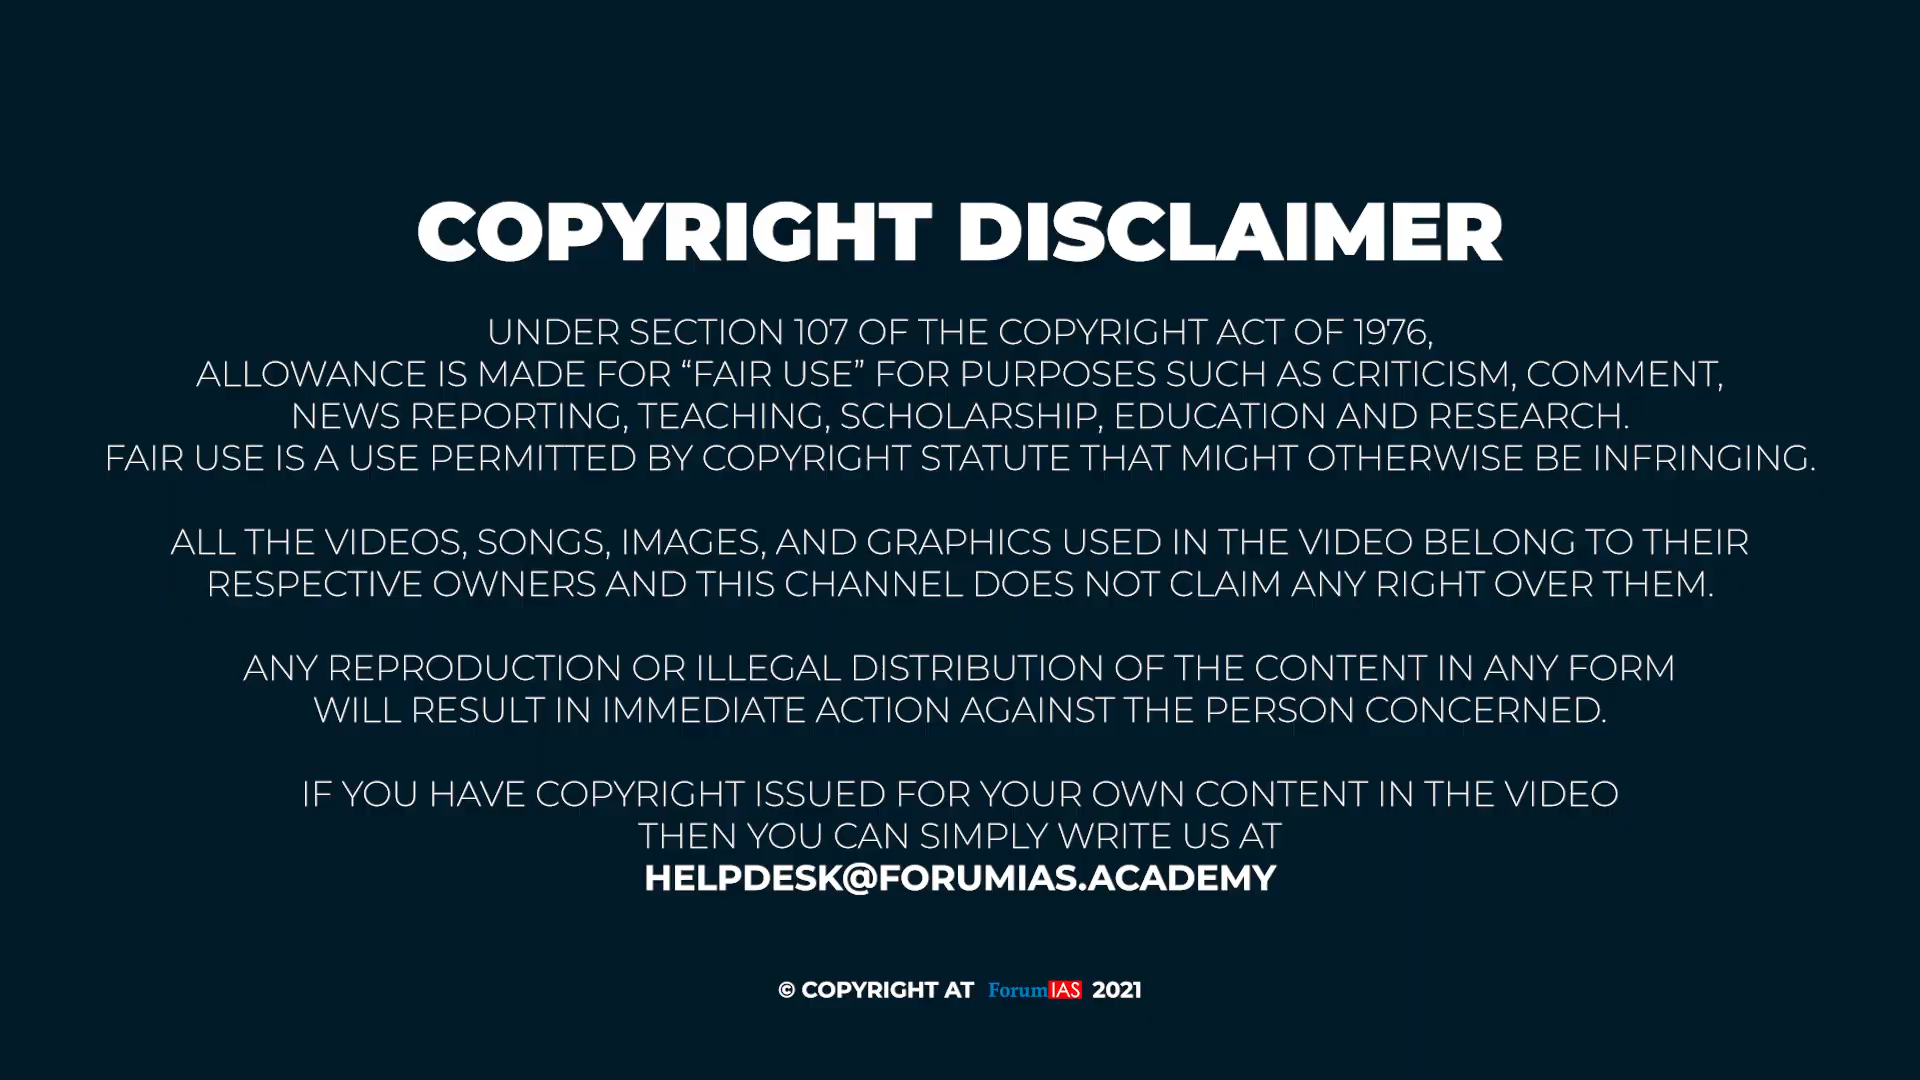 COPYRIGHT DISCLAIMER
UNDER SECTION 107 OF THE COPYRIGHT ACT OF 1976,
ALLOWANCE IS MADE FOR “FAIR USE” FOR PURPOSES SUCH AS CRITICISM, COMMENT,
NEWS REPORTING, TEACHING, SCHOLARSHIP, EDUCATION AND RESEARCH.
FAIR USE IS A USE PERMITTED BY COPYRIGHT STATUTE THAT MIGHT OTHERWISE BE INFRINGING.
ALL THE VIDEOS, SONGS, IMAGES, AND GRAPHICS USED IN THE VIDEO BELONG TO THEIR
RESPECTIVE OWNERS AND THIS CHANNEL DOES NOT CLAIM ANY RIGHT OVER THEM.
ANY REPRODUCTION OR ILLEGAL DISTRIBUTION OF THE CONTENT IN ANY FORM
WILL RESULT IN IMMEDIATE ACTION AGAINST THE PERSON CONCERNED.
IF YOU HAVE COPYRIGHT ISSUED FOR YOUR OWN CONTENT IN THE VIDEO
THEN YOU CAN SIMPLY WRITE US AT
HELPDESK@FORUMIAS.ACADEMY
© COPYRIGHT AT ForumIAS 2021